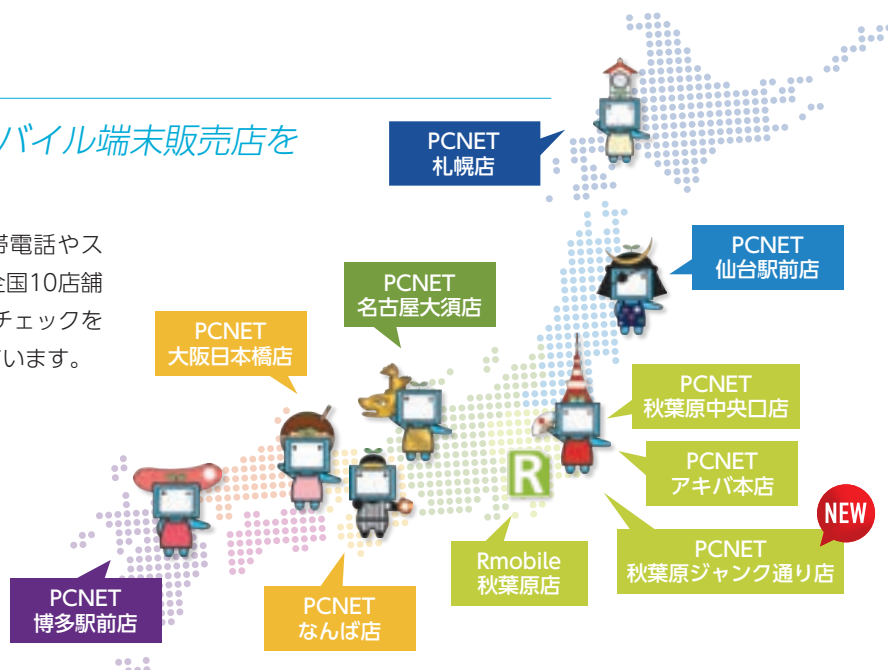 バイル端末販売店を
帯電話やス
全国10店舗
チェックを
います。
PCNET
札幌店
PCNET
仙台駅前店
PCNET
名古屋大須店
PCNET
大阪日本橋店
PCNET
秋葉原中央口店
PCNET
アキバ本店
NEW
PCNET
秋葉原ジャンク通り店
R
Rmobile
秋葉原店
PCNET
なんば店
PCNET
博多駅前店